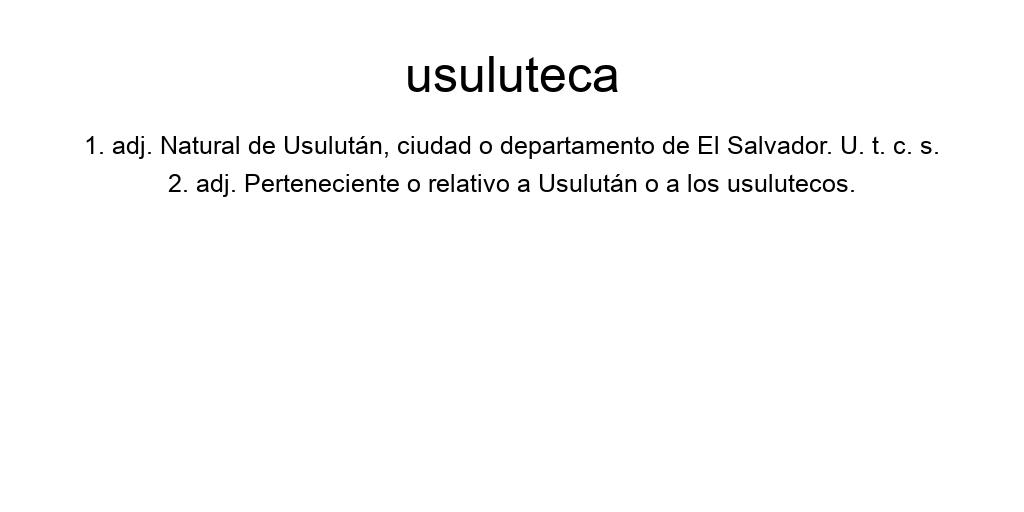 usuluteca
1. adj. Natural de Usulután, ciudad o departamento de El Salvador. U. t. c. s.
2. adj. Perteneciente o relativo a Usulután o a los usulutecos.